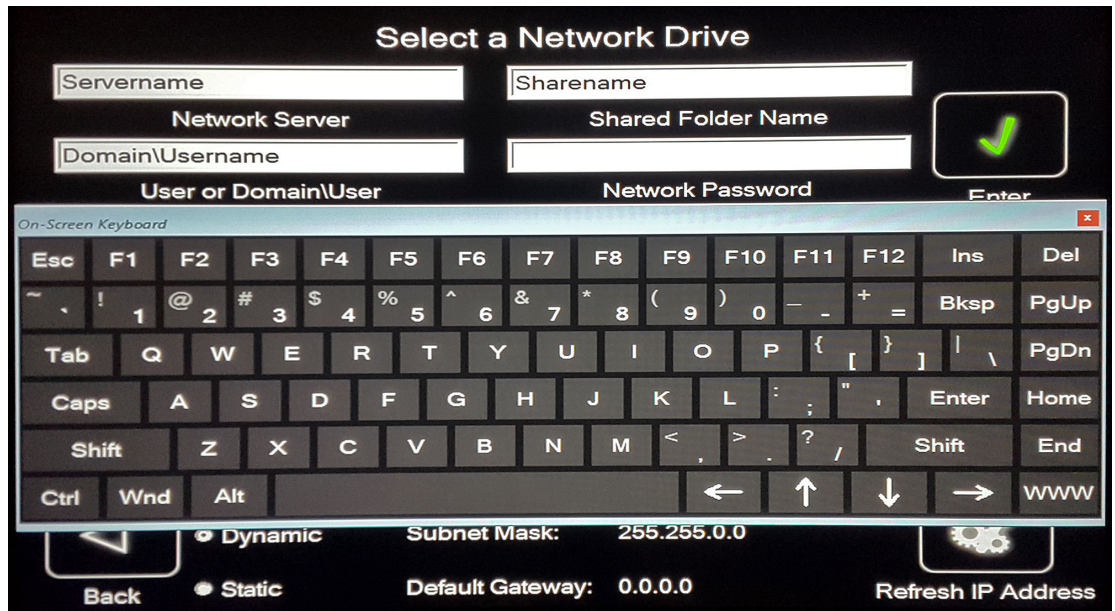 Select a Network Drive
Servername Sharename
Network Server Shared Folder Name
Domain\Username
User or Domain\User Network Password
Enter
On-Screen Keyboard x
Esc F1 F2 F3 F4 F5 F6 F7 F8 F9 F10 F11 F12 Ins Del
~ ` ! 1 @ 2 # 3 $ 4 % 5 ^ 6 & 7 * 8 ( 9 ) 0 _ - + = Bksp PgUp
Tab Q W E R T Y U I O P { [ } ] | \ PgDn
Caps A S D F G H J K L : ; " ' Enter Home
Shift Z X C V B N M < , > . ? / Shift End
Ctrl Wnd Alt ← ↑ ↓ → WWW
Dynamic Subnet Mask: 255.255.0.0
Back Static Default Gateway: 0.0.0.0 Refresh IP Address